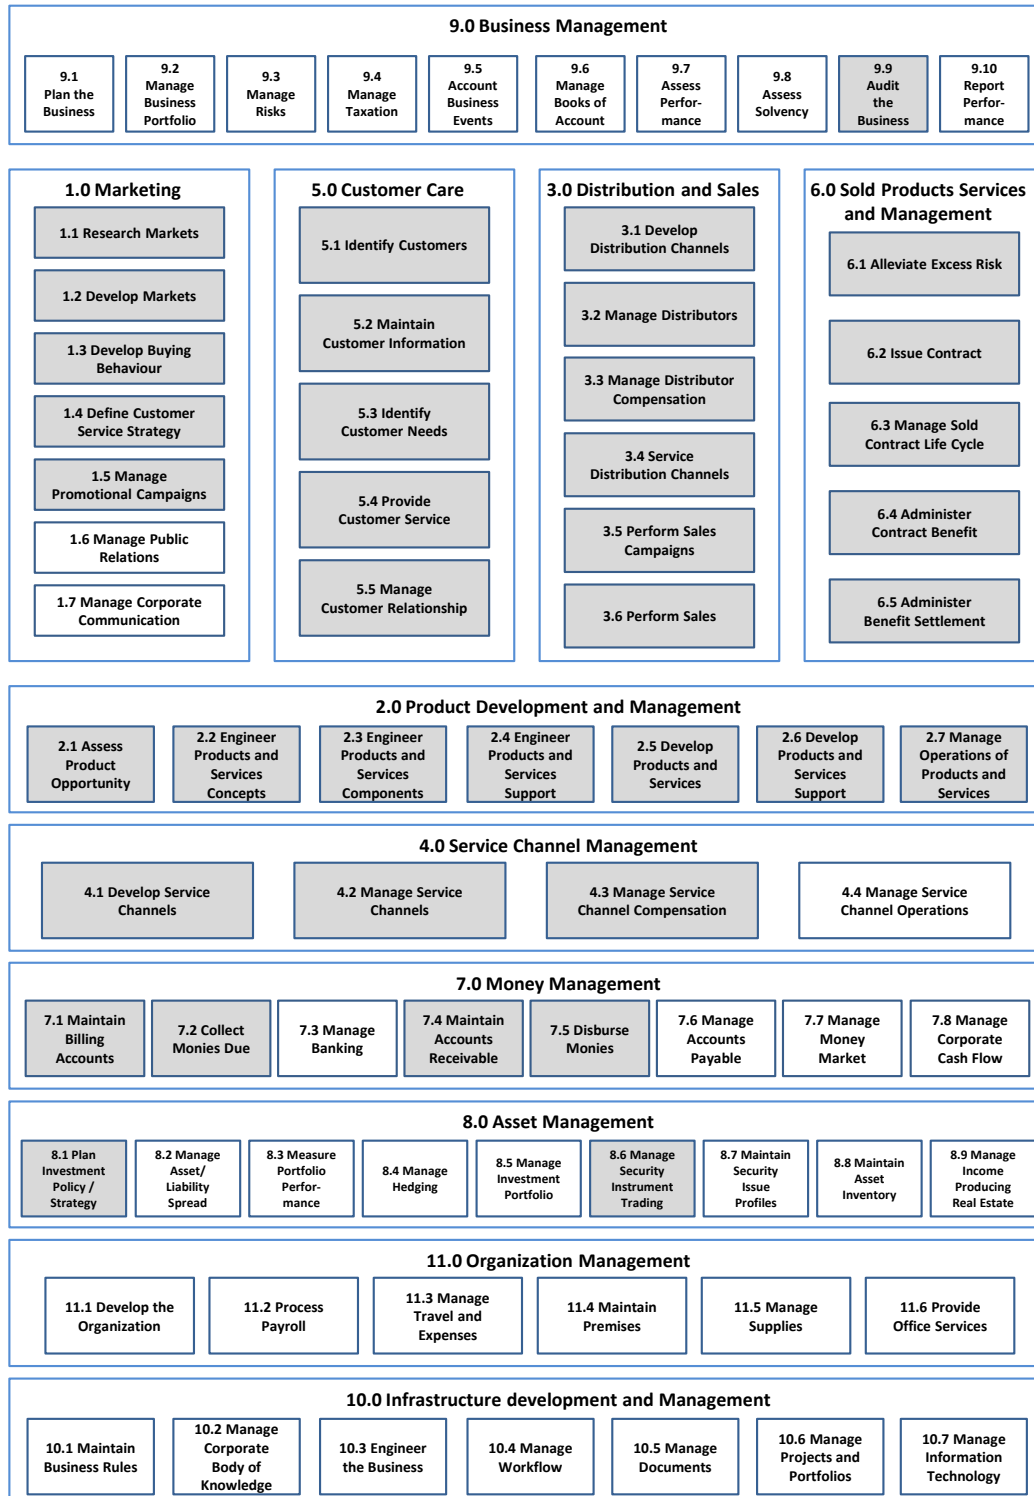 9.0 Business Management
9.1
Plan the
Business
9.2
Manage
Business
Portfolio
9.3
Manage
Risks
9.4
Manage
Taxation
9.5
Account
Business
Events
9.6
Manage
Books of
Account
9.7
Assess
Perfor-
mance
9.8
Assess
Solvency
9.9
Audit
the
Business
9.10
Report
Perfor-
mance
1.0 Marketing
1.1 Research Markets
1.2 Develop Markets
1.3 Develop Buying
Behaviour
1.4 Define Customer
Service Strategy
1.5 Manage
Promotional Campaigns
1.6 Manage Public
Relations
1.7 Manage Corporate
Communication
5.0 Customer Care
5.1 Identify Customers
5.2 Maintain
Customer Information
5.3 Identify
Customer Needs
5.4 Provide
Customer Service
5.5 Manage
Customer Relationship
3.0 Distribution and Sales
3.1 Develop
Distribution Channels
3.2 Manage Distributors
3.3 Manage Distributor
Compensation
3.4 Service
Distribution Channels
3.5 Perform Sales
Campaigns
3.6 Perform Sales
6.0 Sold Products Services
and Management
6.1 Alleviate Excess Risk
6.2 Issue Contract
6.3 Manage Sold
Contract Life Cycle
6.4 Administer
Contract Benefit
6.5 Administer
Benefit Settlement
2.0 Product Development and Management
2.1 Assess
Product
Opportunity
2.2 Engineer
Products and
Services
Concepts
2.3 Engineer
Products and
Services
Components
2.4 Engineer
Products and
Services
Support
2.5 Develop
Products and
Services
2.6 Develop
Products and
Services
Support
2.7 Manage
Operations of
Products and
Services
4.0 Service Channel Management
4.1 Develop Service
Channels
4.2 Manage Service
Channels
4.3 Manage Service
Channel Compensation
4.4 Manage Service
Channel Operations
7.0 Money Management
7.1 Maintain
Billing
Accounts
7.2 Collect
Monies Due
7.3 Manage
Banking
7.4 Maintain
Accounts
Receivable
7.5 Disburse
Monies
7.6 Manage
Accounts
Payable
7.7 Manage
Money
Market
7.8 Manage
Corporate
Cash Flow
8.0 Asset Management
8.1 Plan
Investment
Policy /
Strategy
8.2 Manage
Asset/
Liability
Spread
8.3 Measure
Portfolio
Perfor-
mance
8.4 Manage
Hedging
8.5 Manage
Investment
Portfolio
8.6 Manage
Security
Instrument
Trading
8.7 Maintain
Security
Issue
Profiles
8.8 Maintain
Asset
Inventory
8.9 Manage
Income
Producing
Real Estate
11.0 Organization Management
11.1 Develop the
Organization
11.2 Process
Payroll
11.3 Manage
Travel and
Expenses
11.4 Maintain
Premises
11.5 Manage
Supplies
11.6 Provide
Office Services
10.0 Infrastructure development and Management
10.1 Maintain
Business Rules
10.2 Manage
Corporate
Body of
Knowledge
10.3 Engineer
the Business
10.4 Manage
Workflow
10.5 Manage
Documents
10.6 Manage
Projects and
Portfolios
10.7 Manage
Information
Technology